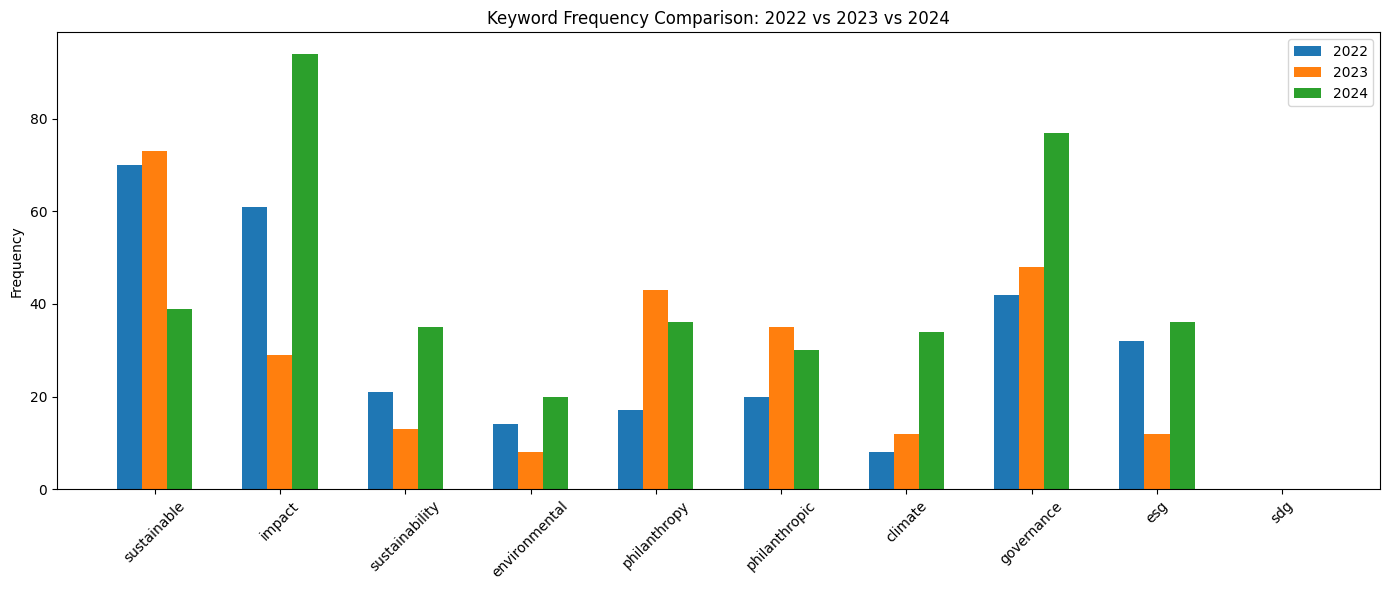 Keyword Frequency Comparison: 2022 vs 2023 vs 2024
2022
2023
2024
Frequency
80
60
40
20
0
sustainable
impact
sustainability
environmental
philanthropy
philanthropic
climate
governance
esg
sdg